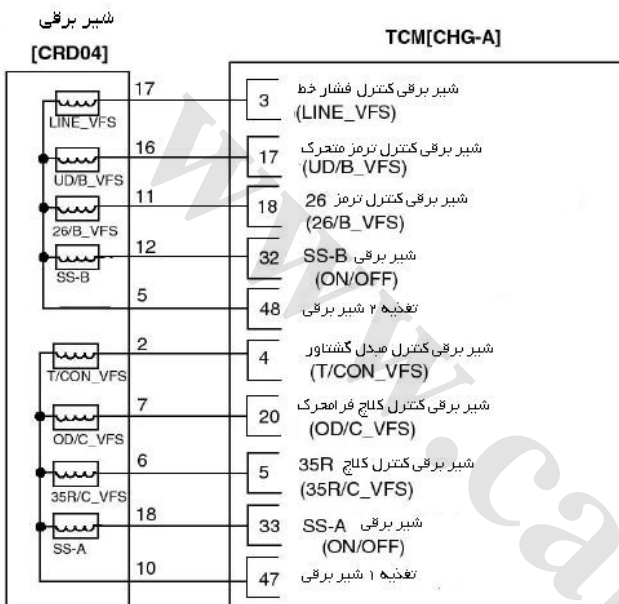 شیر برقی
[CRD04]
TCM[CHG-A]
LINE_VFS
17
3
شیر برقی کنترل فشار خط
(LINE_VFS)
UD/B_VFS
16
17
شیر برقی کنترل ترمز متحرک
(UD/B_VFS)
26/B_VFS
11
18
شیر برقی کنترل ترمز 26
(26/B_VFS)
SS-B
12
32
شیر برقی SS-B
(ON/OFF)
5
48
تغذیه ۲ شیر برقی
T/CON_VFS
2
4
شیر برقی کنترل مبدل گشتاور
(T/CON_VFS)
OD/C_VFS
7
20
شیر برقی کنترل کلاچ فرامحرک
(OD/C_VFS)
35R/C_VFS
6
5
شیر برقی کنترل کلاچ 35R
(35R/C_VFS)
SS-A
18
33
شیر برقی SS-A
(ON/OFF)
10
47
تغذیه ۱ شیر برقی
www.ca